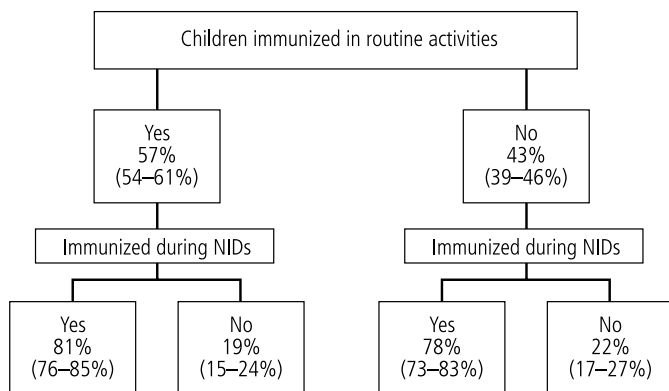 Children immunized in routine activities
Yes
57%
(54–61%)
No
43%
(39–46%)
Immunized during NIDs
Immunized during NIDs
Yes
81%
(76–85%)
No
19%
(15–24%)
Yes
78%
(73–83%)
No
22%
(17–27%)